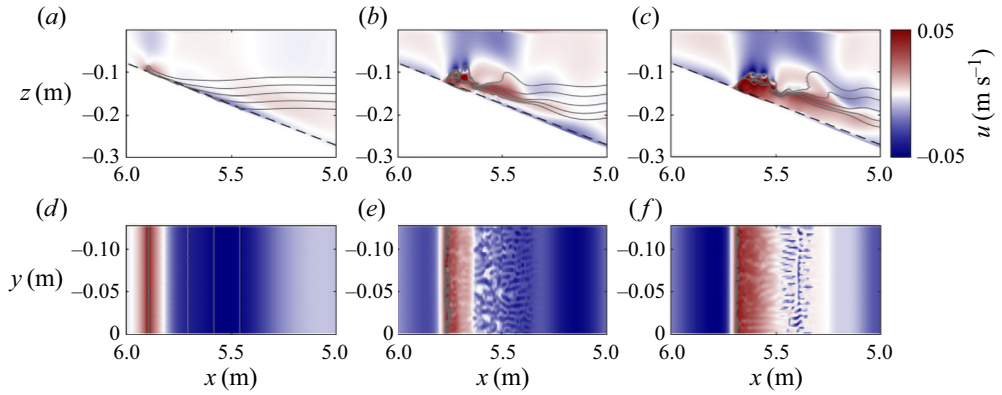 (a) (b) (c)
0.05
–0.1 –0.1 –0.1
z (m) –0.2 –0.2 –0.2 u (m s⁻¹)
–0.3 –0.3 –0.3 –0.05
6.0 5.5 5.0 6.0 5.5 5.0 6.0 5.5 5.0
(d) (e) (f)
–0.10 –0.10 –0.10
y (m) –0.05 –0.05 –0.05
0 0 0
6.0 5.5 5.0 6.0 5.5 5.0 6.0 5.5 5.0
x (m) x (m) x (m)